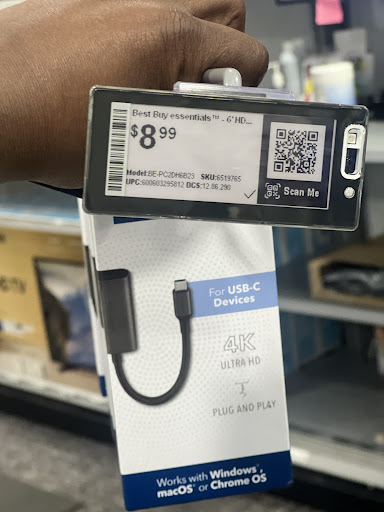 Best Buy essentials™ - 6' HD...
$8.99
Model:BE-PC2DH6B23 SKU:6519765
UPC:600603295812 DCS:12.86.290
Scan Me
For USB-C
Devices
4K
ULTRA HD
PLUG AND PLAY
Works with Windows®,
macOS® or Chrome OS